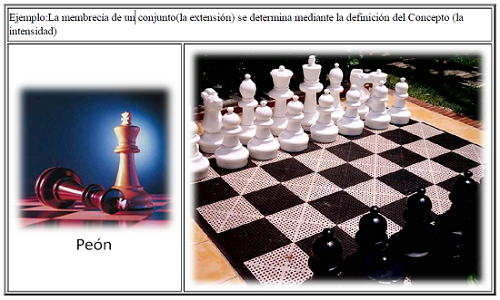 Ejemplo:La membrecía de un conjunto(la extensión) se determina mediante la definición del Concepto (la
intensidad)
Peón